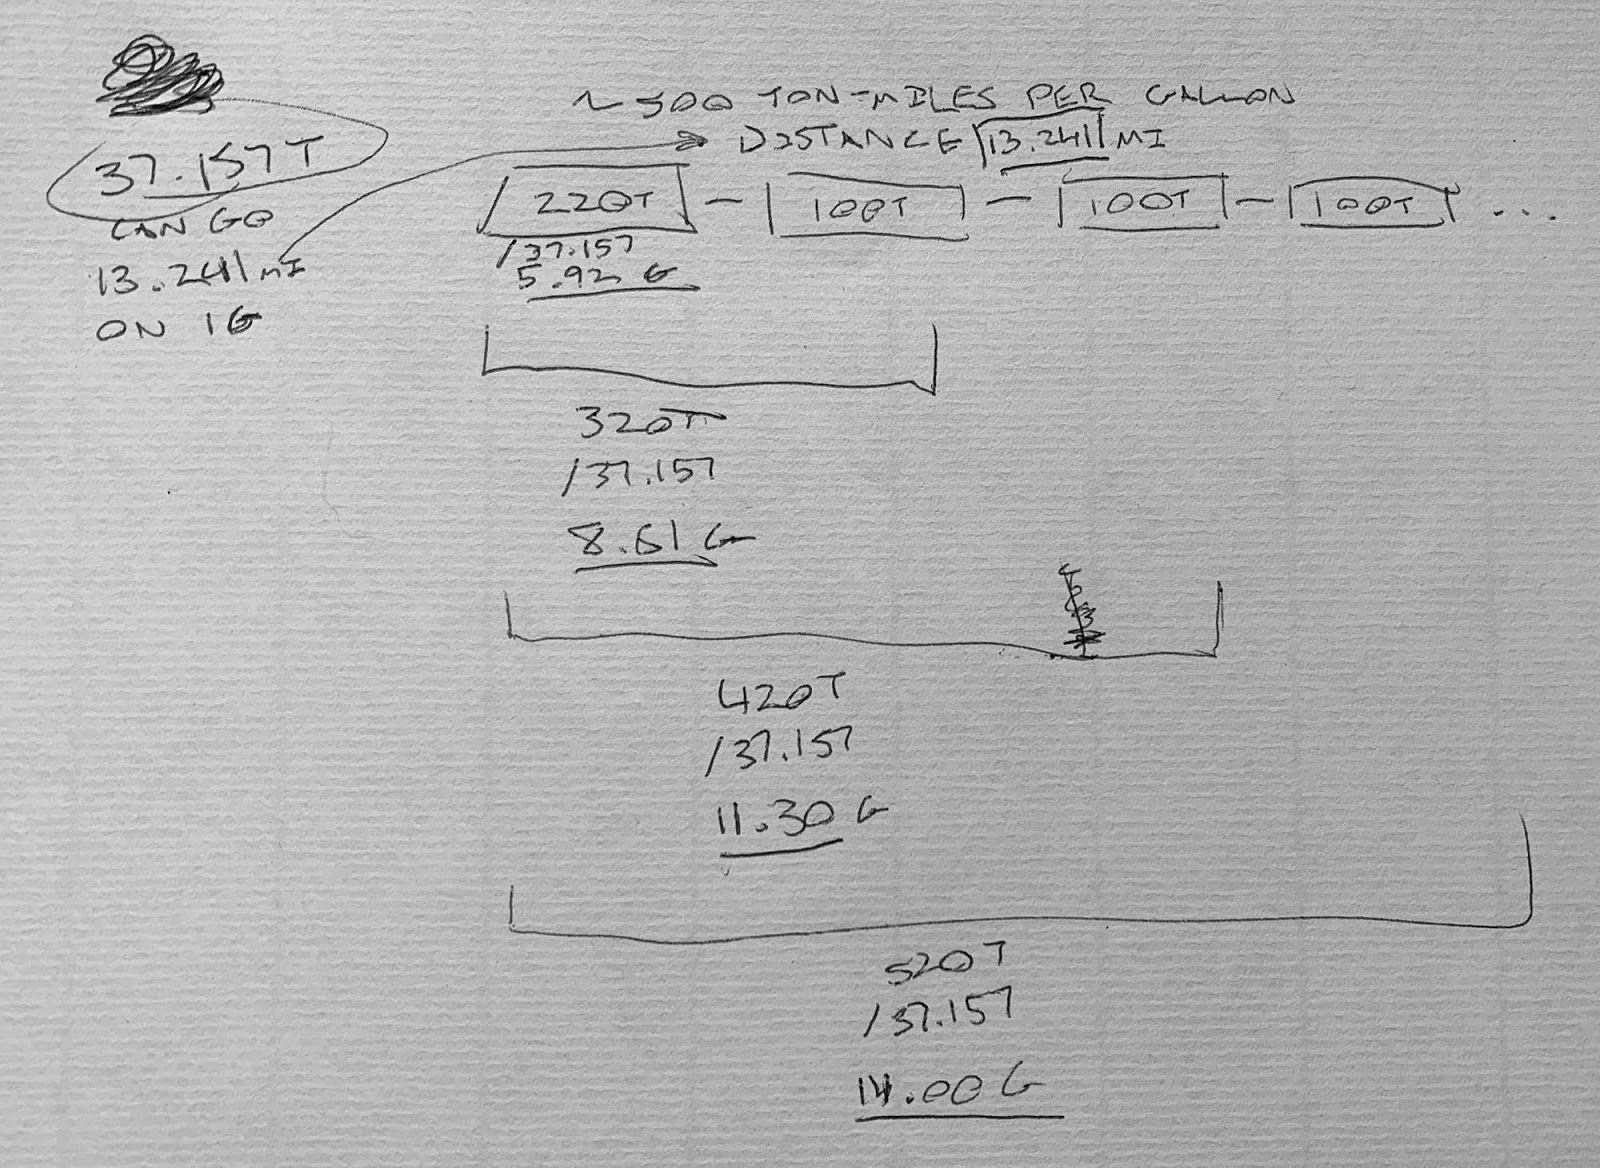 ~500 TON-MILES PER GALLON
DISTANCE 13.241 MI
37.157T
CAN GO
13.241 MI
ON 1G
220T - 100T - 100T - 100T ...
/37.157
5.92 G
320T
/37.157
8.61 G
420T
/37.157
11.30 G
520T
/37.157
14.00 G